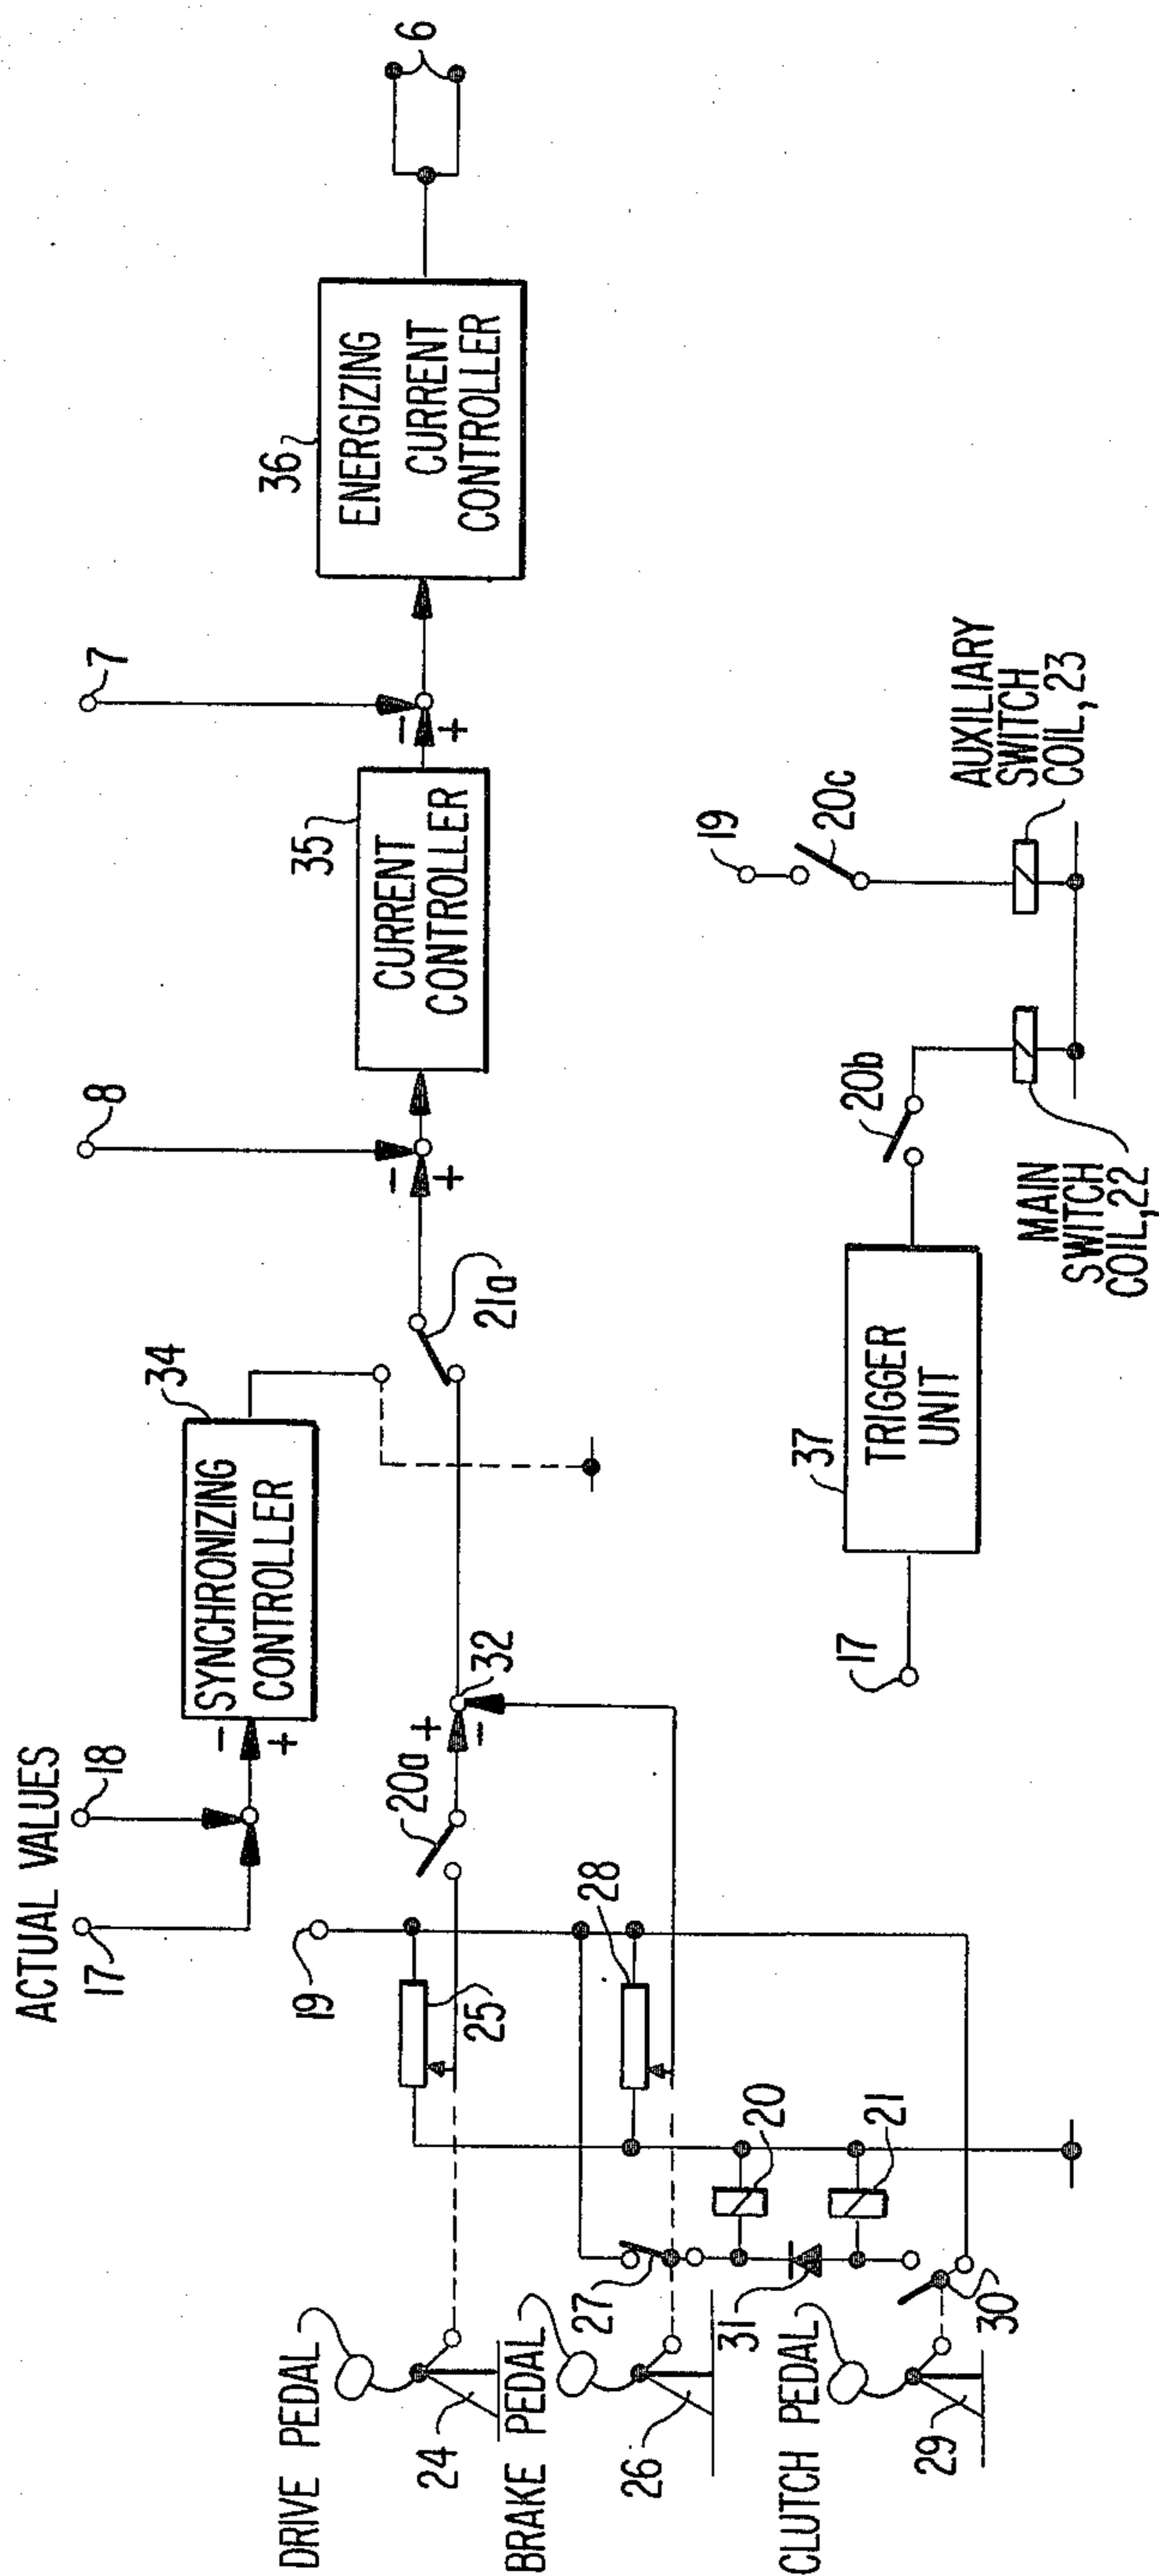 ACTUAL VALUES
17
18
34
SYNCHRONIZING
CONTROLLER
8
35
CURRENT
CONTROLLER
7
36
ENERGIZING
CURRENT
CONTROLLER
6
-
+
-
+
-
+
19
20a
+
-
32
21a
25
28
DRIVE PEDAL
24
BRAKE PEDAL
26
27
20
31
21
CLUTCH PEDAL
29
30
17
37
TRIGGER
UNIT
20b
19
20c
MAIN
SWITCH
COIL,22
AUXILIARY
SWITCH
COIL,23